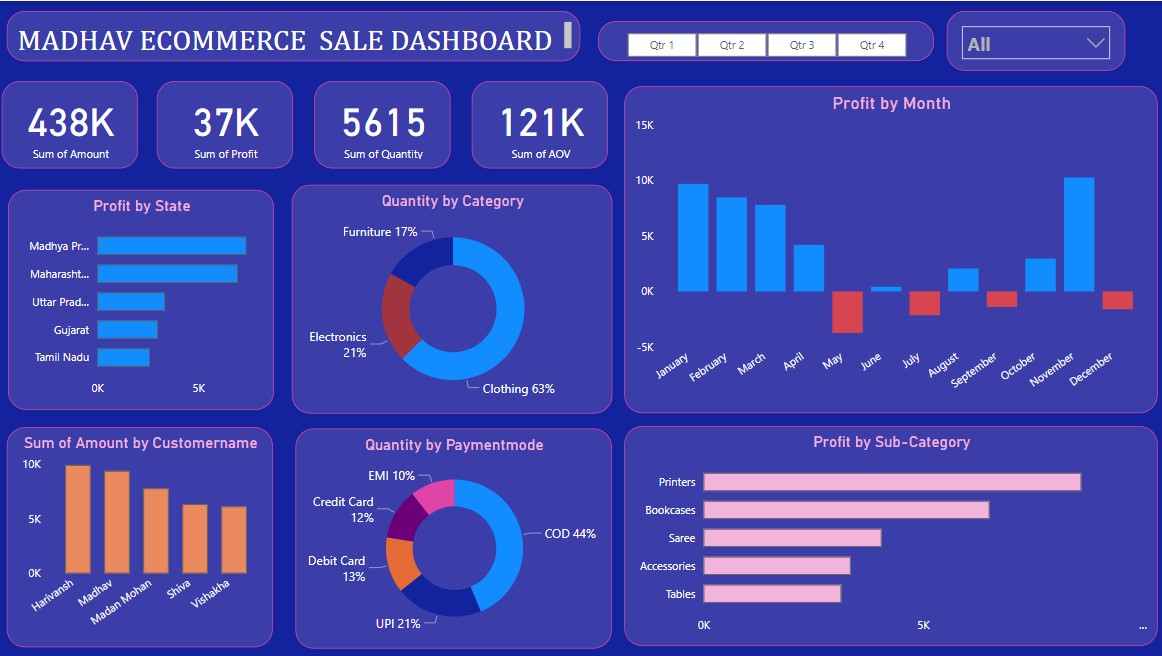 MADHAV ECOMMERCE SALE DASHBOARD
Qtr 1 Qtr 2 Qtr 3 Qtr 4
All
438K
Sum of Amount
37K
Sum of Profit
5615
Sum of Quantity
121K
Sum of AOV
Profit by Month
15K
10K
5K
0K
-5K
January
February
March
April
May
June
July
August
September
October
November
December
Profit by State
Madhya Pr...
Maharasht...
Uttar Prad...
Gujarat
Tamil Nadu
0K 5K
Quantity by Category
Furniture 17%
Electronics
21%
Clothing 63%
Sum of Amount by Customername
10K
5K
0K
Harivansh
Madhav
Madan Mohan
Shiva
Vishakha
Quantity by Paymentmode
EMI 10%
Credit Card
12%
COD 44%
Debit Card
13%
UPI 21%
Profit by Sub-Category
Printers
Bookcases
Saree
Accessories
Tables
0K 5K ...